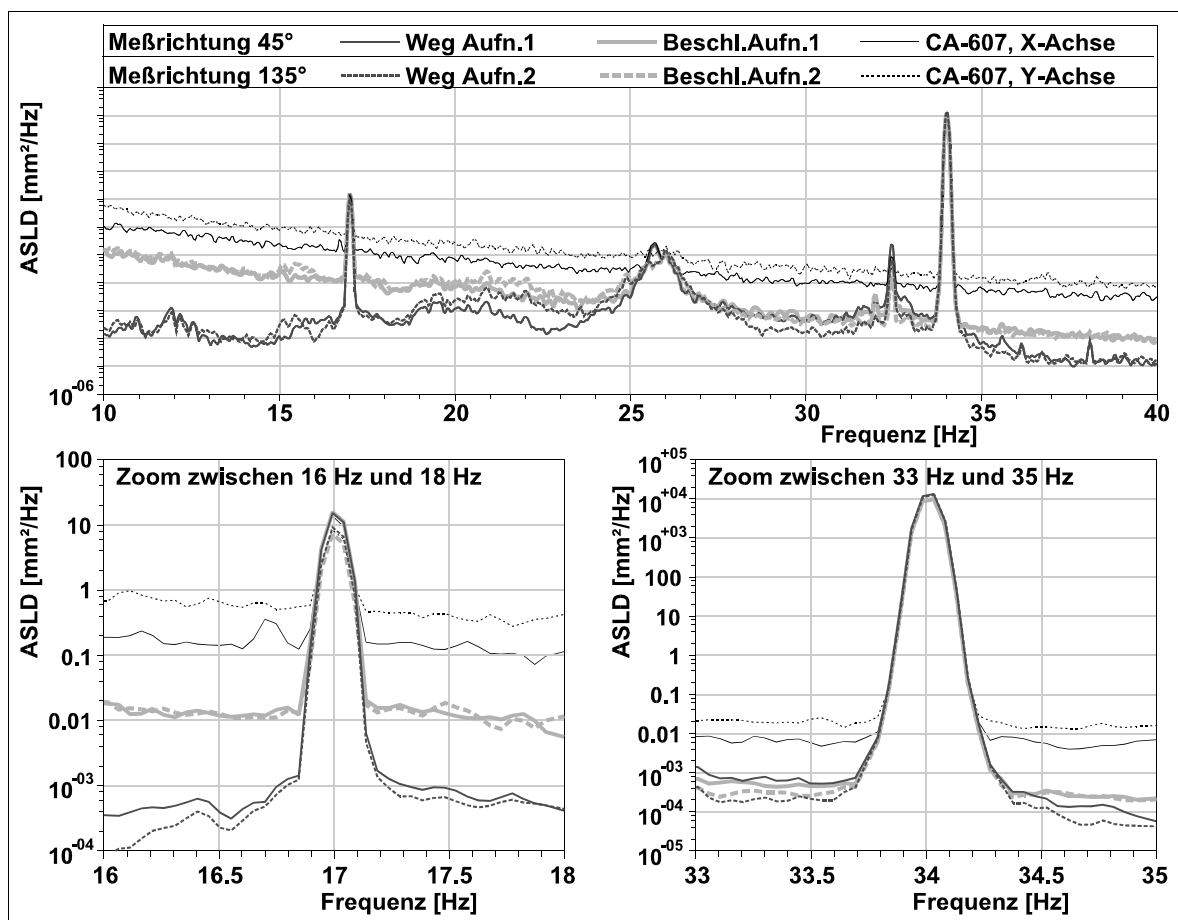 Meßrichtung 45° Weg Aufn.1 Beschl.Aufn.1 CA-607, X-Achse
Meßrichtung 135° Weg Aufn.2 Beschl.Aufn.2 CA-607, Y-Achse
ASLD [mm²/Hz]
10-06
10 15 20 25 30 35 40
Frequenz [Hz]
Zoom zwischen 16 Hz und 18 Hz
ASLD [mm²/Hz]
100
10
1
0.1
0.01
10-03
10-04
16 16.5 17 17.5 18
Frequenz [Hz]
Zoom zwischen 33 Hz und 35 Hz
ASLD [mm²/Hz]
10+05
10+04
10+03
100
10
1
0.1
0.01
10-03
10-04
10-05
33 33.5 34 34.5 35
Frequenz [Hz]